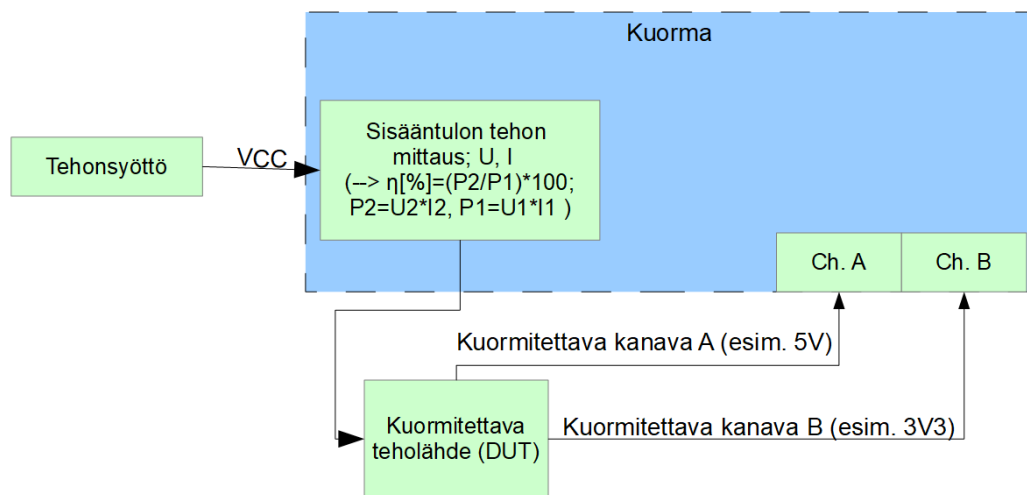 Kuorma
Sisääntulon tehon
mittaus; U, I
(--> η[%]=(P2/P1)*100;
P2=U2*I2, P1=U1*I1 )
Tehonsyöttö
VCC
Ch. A
Ch. B
Kuormitettava kanava A (esim. 5V)
Kuormitettava
teholähde (DUT)
Kuormitettava kanava B (esim. 3V3)